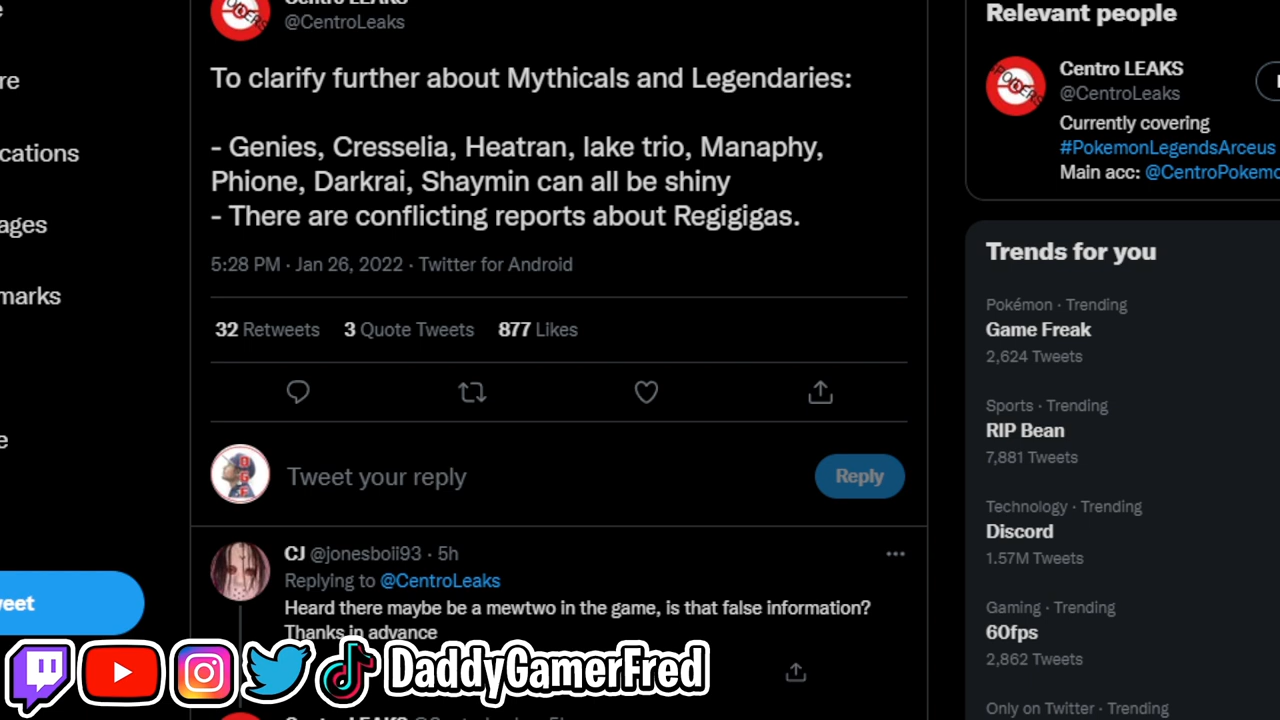 Centro LEAKS
@CentroLeaks
To clarify further about Mythicals and Legendaries:
- Genies, Cresselia, Heatran, lake trio, Manaphy,
Phione, Darkrai, Shaymin can all be shiny
- There are conflicting reports about Regigigas.
5:28 PM · Jan 26, 2022 · Twitter for Android
32 Retweets 3 Quote Tweets 877 Likes
Tweet your reply
Reply
CJ @jonesboii93 · 5h
Replying to @CentroLeaks
Heard there maybe be a mewtwo in the game, is that false information?
Thanks in advance
DaddyGamerFred
Relevant people
Centro LEAKS
@CentroLeaks
Currently covering
#PokemonLegendsArceus
Main acc: @CentroPokemo
Trends for you
Pokémon · Trending
Game Freak
2,624 Tweets
Sports · Trending
RIP Bean
7,881 Tweets
Technology · Trending
Discord
1.57M Tweets
Gaming · Trending
60fps
2,862 Tweets
Only on Twitter · Trending